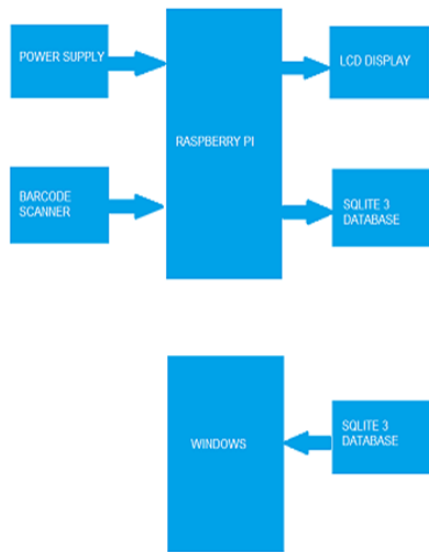 POWER SUPPLY
LCD DISPLAY
RASPBERRY PI
BARCODE
SCANNER
SQLITE 3
DATABASE
WINDOWS
SQLITE 3
DATABASE